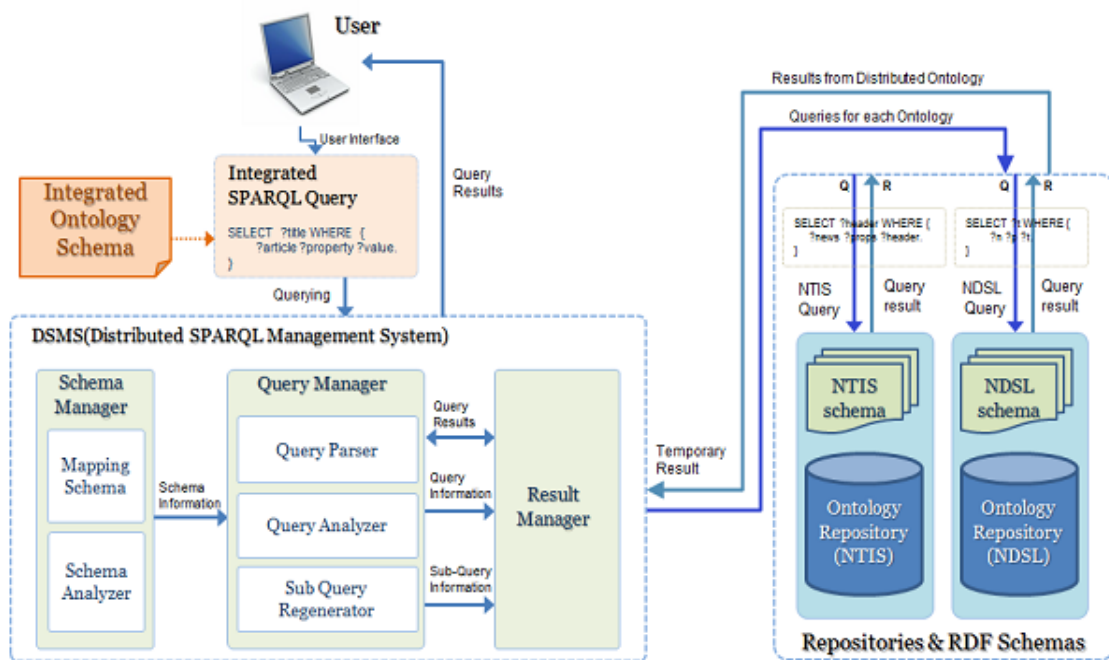 User
User Interface
Integrated
SPARQL Query
SELECT ?title WHERE {
?article ?property ?value.
}
Integrated
Ontology
Schema
Querying
Query
Results
Results from Distributed Ontology
Queries for each Ontology
Q
R
Q
R
SELECT ?header WHERE {
?news ?props ?header.
}
SELECT ?t WHERE {
?n ?p ?t.
}
NTIS
Query
Query
result
NDSL
Query
Query
result
DSMS(Distributed SPARQL Management System)
Schema
Manager
Mapping
Schema
Schema
Analyzer
Schema
Information
Query Manager
Query Parser
Query Analyzer
Sub Query
Regenerator
Query
Results
Query
Information
Sub-Query
Information
Result
Manager
Temporary
Result
NTIS
schema
Ontology
Repository
(NTIS)
NDSL
schema
Ontology
Repository
(NDSL)
Repositories & RDF Schemas